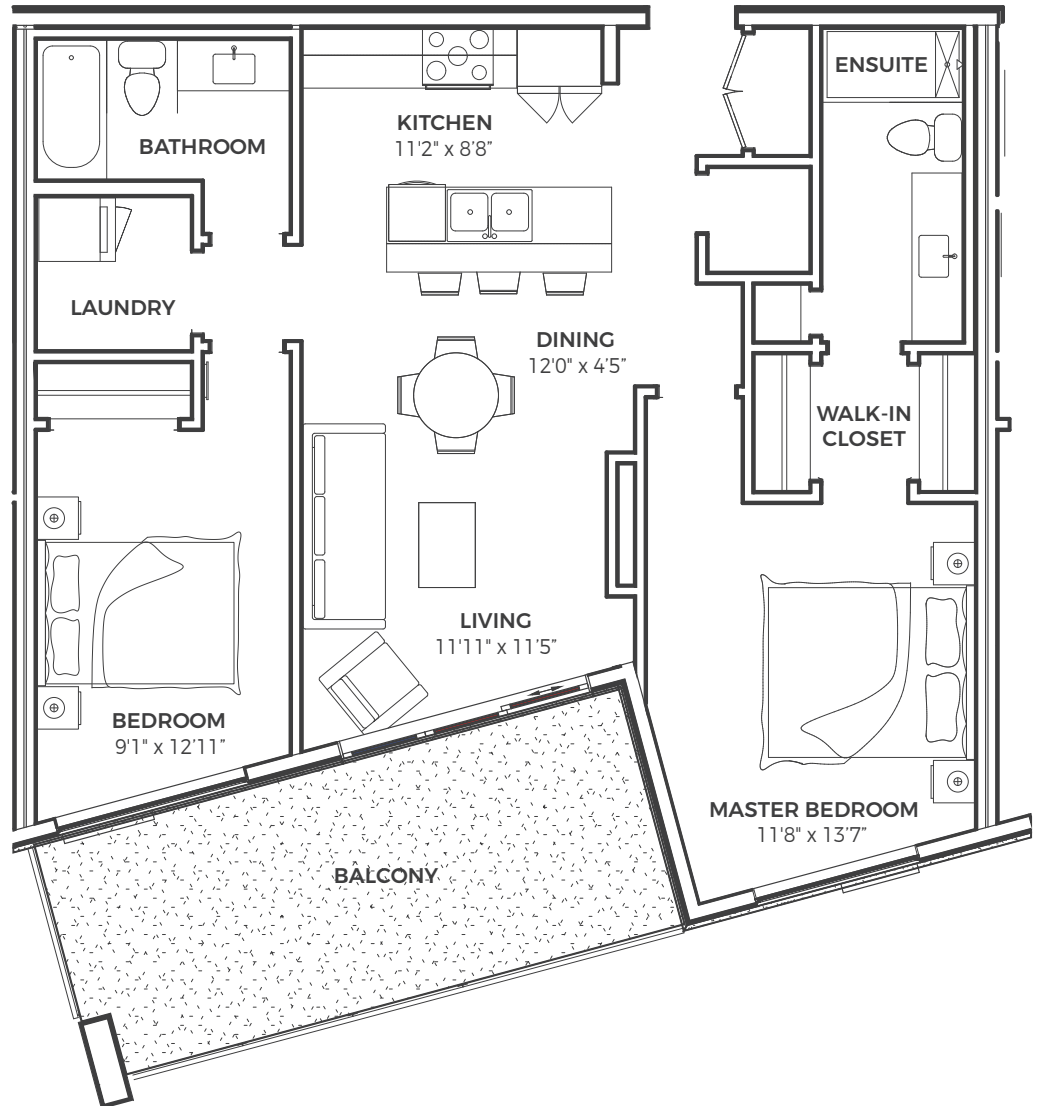 ENSUITE
KITCHEN
11'2" x 8'8"
BATHROOM
LAUNDRY
DINING
12'0" x 4'5"
WALK-IN
CLOSET
LIVING
11'11" x 11'5"
BEDROOM
9'1" x 12'11"
MASTER BEDROOM
11'8" x 13'7"
BALCONY